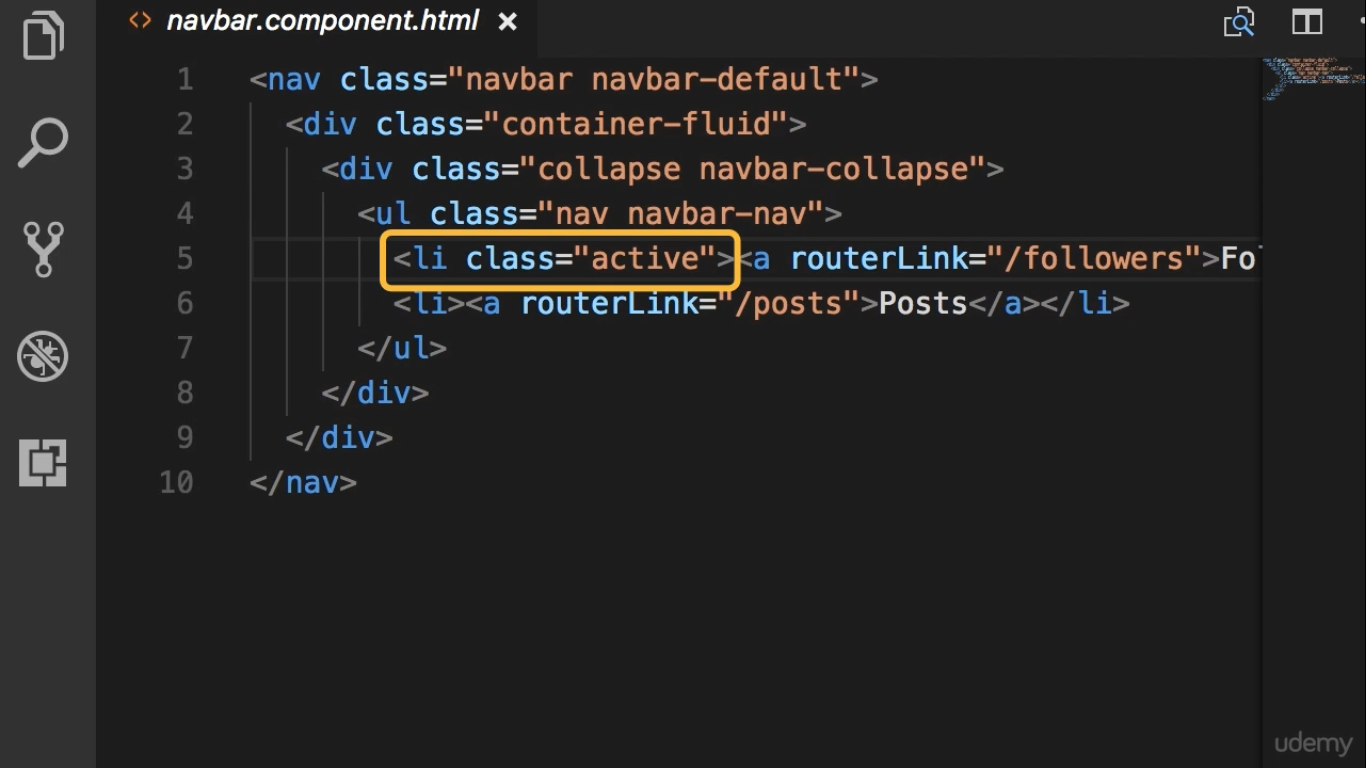 <> navbar.component.html ×
1 <nav class="navbar navbar-default">
2 <div class="container-fluid">
3 <div class="collapse navbar-collapse">
4 <ul class="nav navbar-nav">
5 <li class="active"><a routerLink="/followers">Fol
6 <li><a routerLink="/posts">Posts</a></li>
7 </ul>
8 </div>
9 </div>
10 </nav>
udemy